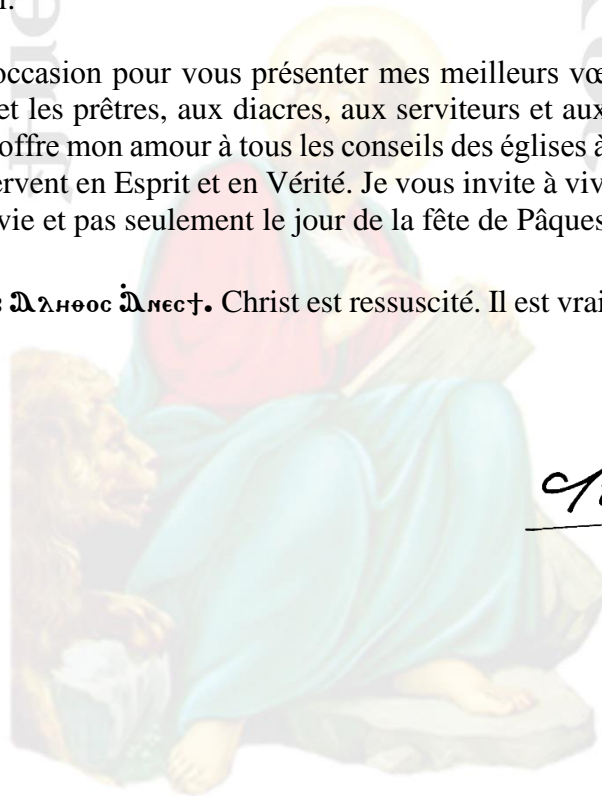 occasion pour vous présenter mes meilleurs vœ
et les prêtres, aux diacres, aux serviteurs et aux
offre mon amour à tous les conseils des églises à
ervent en Esprit et en Vérité. Je vous invite à viv
vie et pas seulement le jour de la fête de Pâques
Ⲁⲗⲏⲑⲟⲥ Ⲁ̀ⲛⲉⲥϯ. Christ est ressuscité. Il est vrai